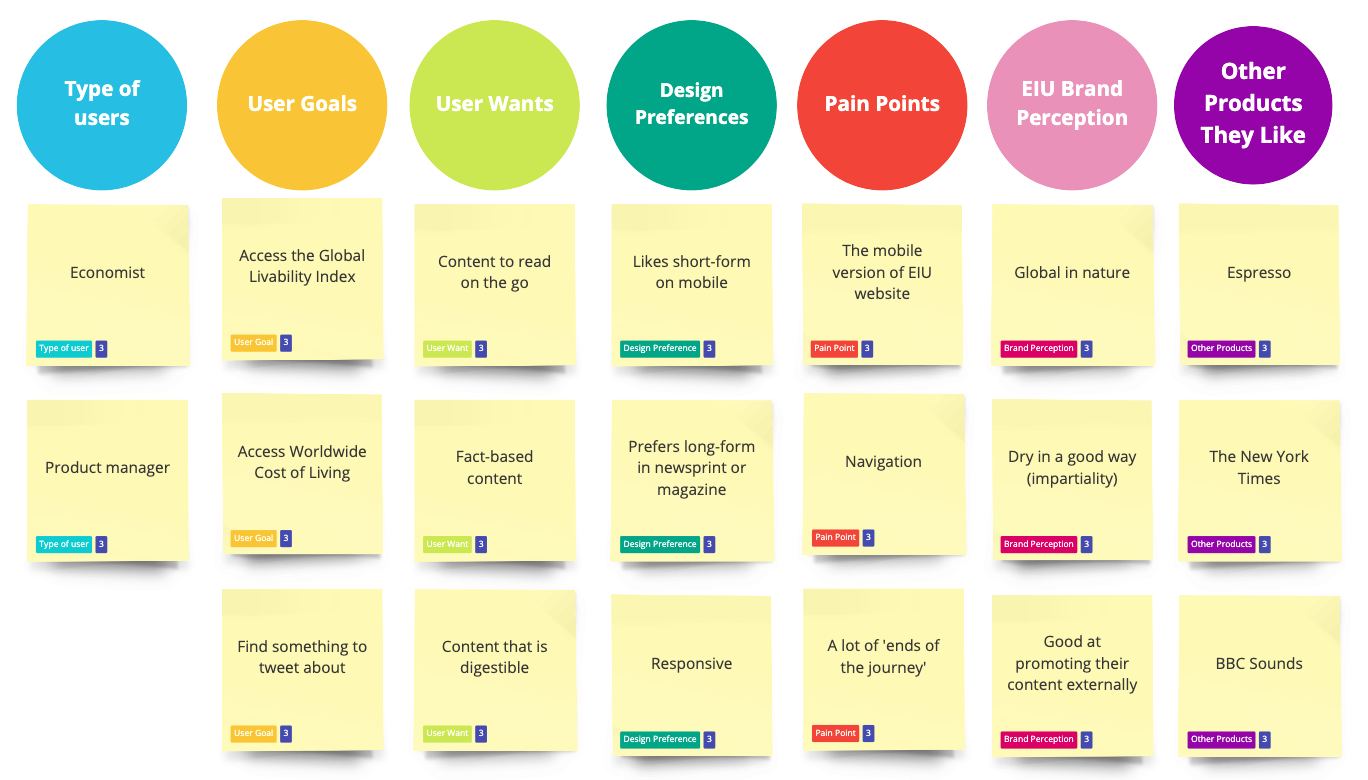 Type of
users
User Goals
User Wants
Design
Preferences
Pain Points
EIU Brand
Perception
Other
Products
They Like
Economist
Type of user 3
Access the Global
Livability Index
User Goal 3
Content to read
on the go
User Want 3
Likes short-form
on mobile
Design Preference 3
The mobile
version of EIU
website
Pain Point 3
Global in nature
Brand Perception 3
Espresso
Other Products 3
Product manager
Type of user 3
Access Worldwide
Cost of Living
User Goal 3
Fact-based
content
User Want 3
Prefers long-form
in newsprint or
magazine
Design Preference 3
Navigation
Pain Point 3
Dry in a good way
(impartiality)
Brand Perception 3
The New York
Times
Other Products 3
Find something to
tweet about
User Goal 3
Content that is
digestible
User Want 3
Responsive
Design Preference 3
A lot of 'ends of
the journey'
Pain Point 3
Good at
promoting their
content externally
Brand Perception 3
BBC Sounds
Other Products 3